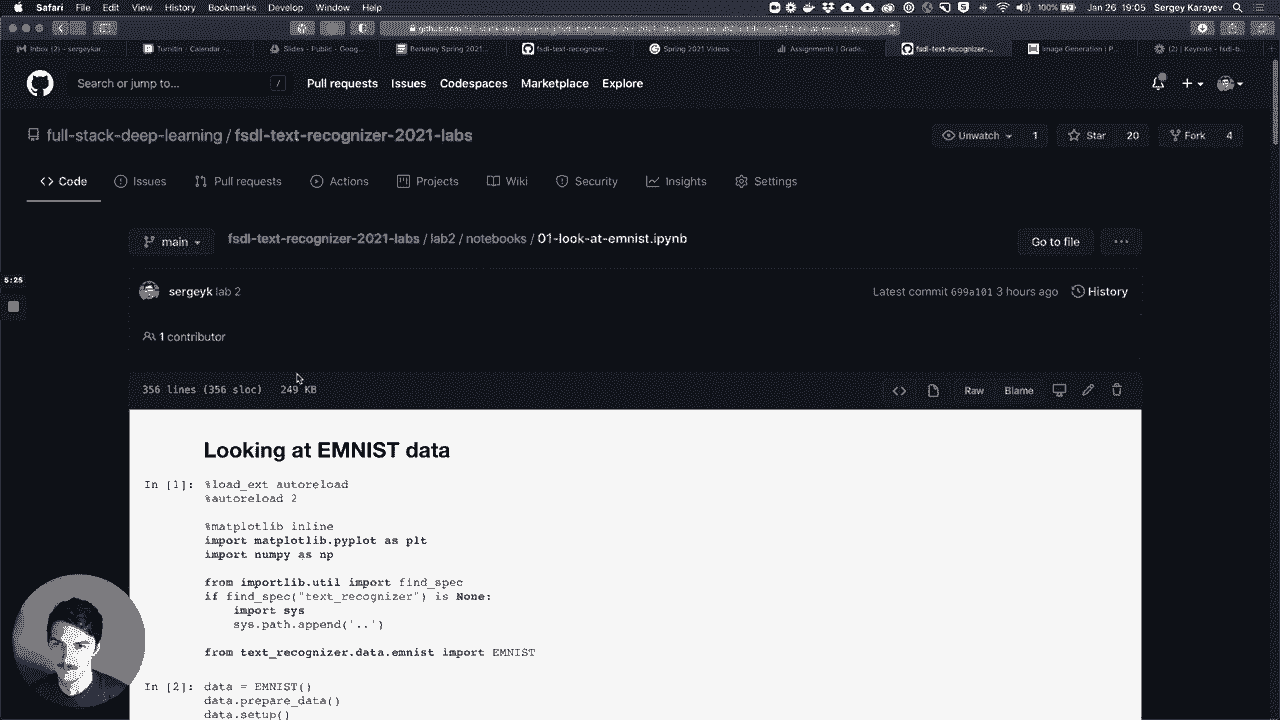 Safari File Edit View History Bookmarks Develop Window Help 100% Jan 26 19:05 Sergey Karayev
Inbox (2) - sergeykar... Turnitin - Calendar -... Slides - Public - Goog... Berkeley Spring 2021... fsdl-text-recognizer-... Spring 2021 Videos -... Assignments | Grade... fsdl-text-recognizer-... Image Generation | P... (2) | Keynote - fsdl-b...
Search or jump to... / Pull requests Issues Codespaces Marketplace Explore
full-stack-deep-learning / fsdl-text-recognizer-2021-labs Unwatch 1 Star 20 Fork 4
Code Issues Pull requests Actions Projects Wiki Security Insights Settings
main fsdl-text-recognizer-2021-labs / lab2 / notebooks / 01-look-at-emnist.ipynb Go to file ...
5:25
sergeyk lab 2 Latest commit 699a101 3 hours ago History
1 contributor
356 lines (356 sloc) 249 KB Raw Blame
Looking at EMNIST data
In [1]: %load_ext autoreload
%autoreload 2
%matplotlib inline
import matplotlib.pyplot as plt
import numpy as np
from importlib.util import find_spec
if find_spec("text_recognizer") is None:
import sys
sys.path.append('..')
from text_recognizer.data.emnist import EMNIST
In [2]: data = EMNIST()
data.prepare_data()
data.setup()